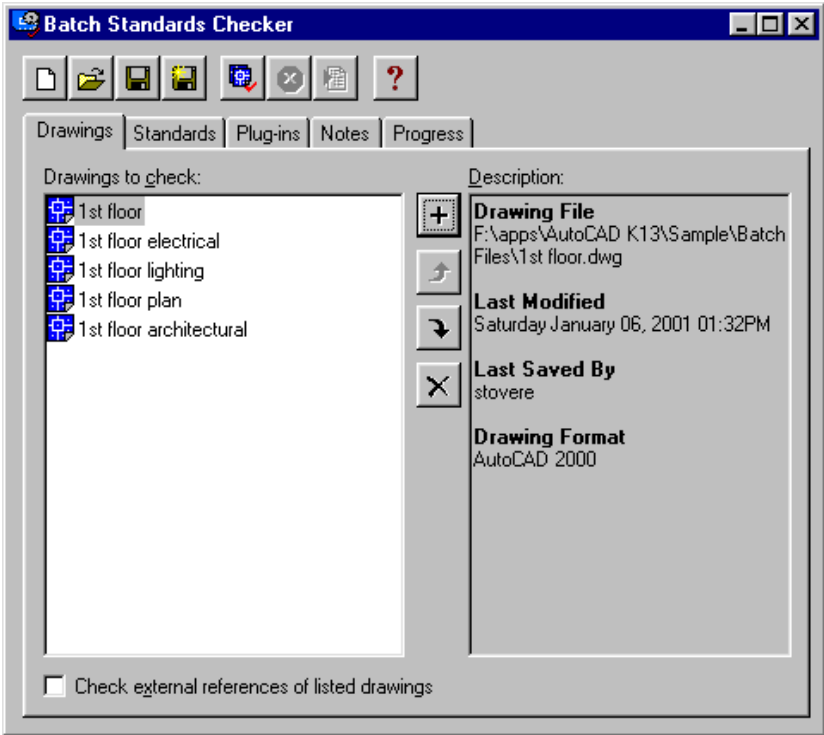 Batch Standards Checker
Drawings
Standards
Plug-ins
Notes
Progress
Drawings to check:
1st floor
1st floor electrical
1st floor lighting
1st floor plan
1st floor architectural
Description:
Drawing File
F:\apps\AutoCAD K13\Sample\Batch
Files\1st floor.dwg
Last Modified
Saturday January 06, 2001 01:32PM
Last Saved By
stovere
Drawing Format
AutoCAD 2000
Check external references of listed drawings